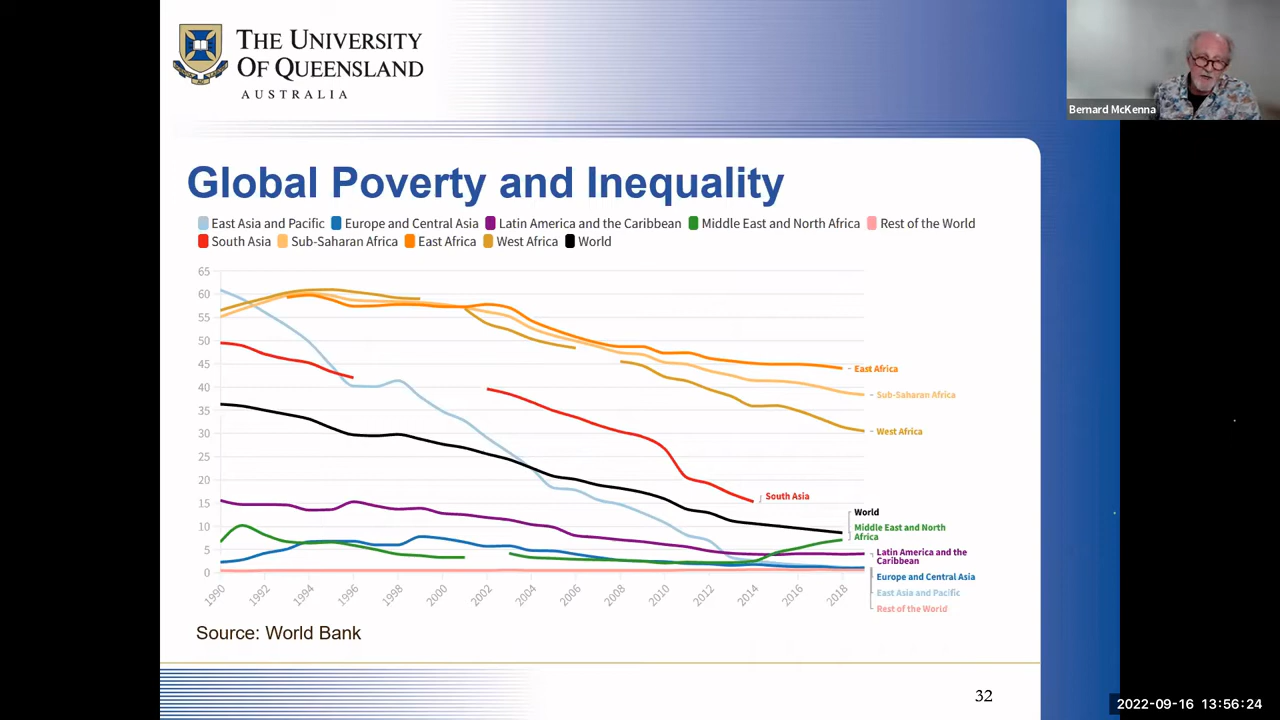 THE UNIVERSITY
OF QUEENSLAND
AUSTRALIA
Bernard McKenna
Global Poverty and Inequality
East Asia and Pacific Europe and Central Asia Latin America and the Caribbean Middle East and North Africa Rest of the World
South Asia Sub-Saharan Africa East Africa West Africa World
65
60
55
50
45
40
35
30
25
20
15
10
5
0
East Africa
Sub-Saharan Africa
West Africa
South Asia
World
Middle East and North
Africa
Latin America and the
Caribbean
Europe and Central Asia
East Asia and Pacific
Rest of the World
1990 1992 1994 1996 1998 2000 2002 2004 2006 2008 2010 2012 2014 2016 2018
Source: World Bank
32
2022-09-16 13:56:24